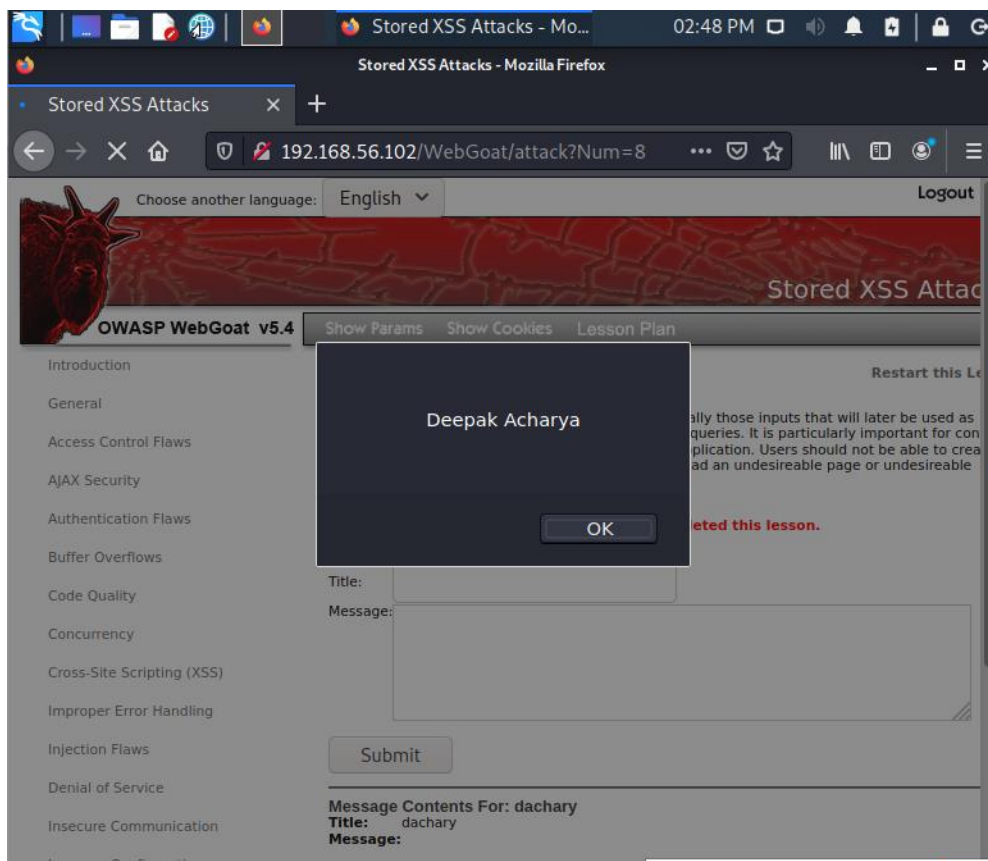 Stored XSS Attacks - Mo...
02:48 PM
Stored XSS Attacks - Mozilla Firefox
Stored XSS Attacks
192.168.56.102/WebGoat/attack?Num=8
Choose another language:
English
Logout
Stored XSS Attac
OWASP WebGoat v5.4
Show Params
Show Cookies
Lesson Plan
Introduction
General
Access Control Flaws
AJAX Security
Authentication Flaws
Buffer Overflows
Code Quality
Concurrency
Cross-Site Scripting (XSS)
Improper Error Handling
Injection Flaws
Denial of Service
Insecure Communication
Restart this Le
ally those inputs that will later be used as
queries. It is particularly important for con
plication. Users should not be able to crea
ad an undesireable page or undesireable
eted this lesson.
Deepak Acharya
OK
Title:
Message:
Submit
Message Contents For: dachary
Title: dachary
Message: